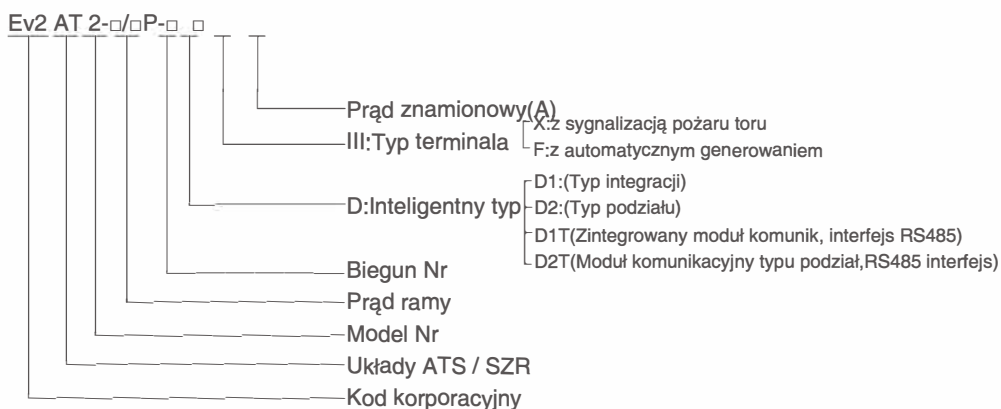 Ev2 AT 2-□/□P-□ □
Prąd znamionowy(A)
III:Typ terminala
X:z sygnalizacją pożaru toru
F:z automatycznym generowaniem
D:Inteligentny typ
D1:(Typ integracji)
D2:(Typ podziału)
D1T(Zintegrowany moduł komunik, interfejs RS485)
D2T(Moduł komunikacyjny typu podział,RS485 interfejs)
Biegun Nr
Prąd ramy
Model Nr
Układy ATS / SZR
Kod korporacyjny